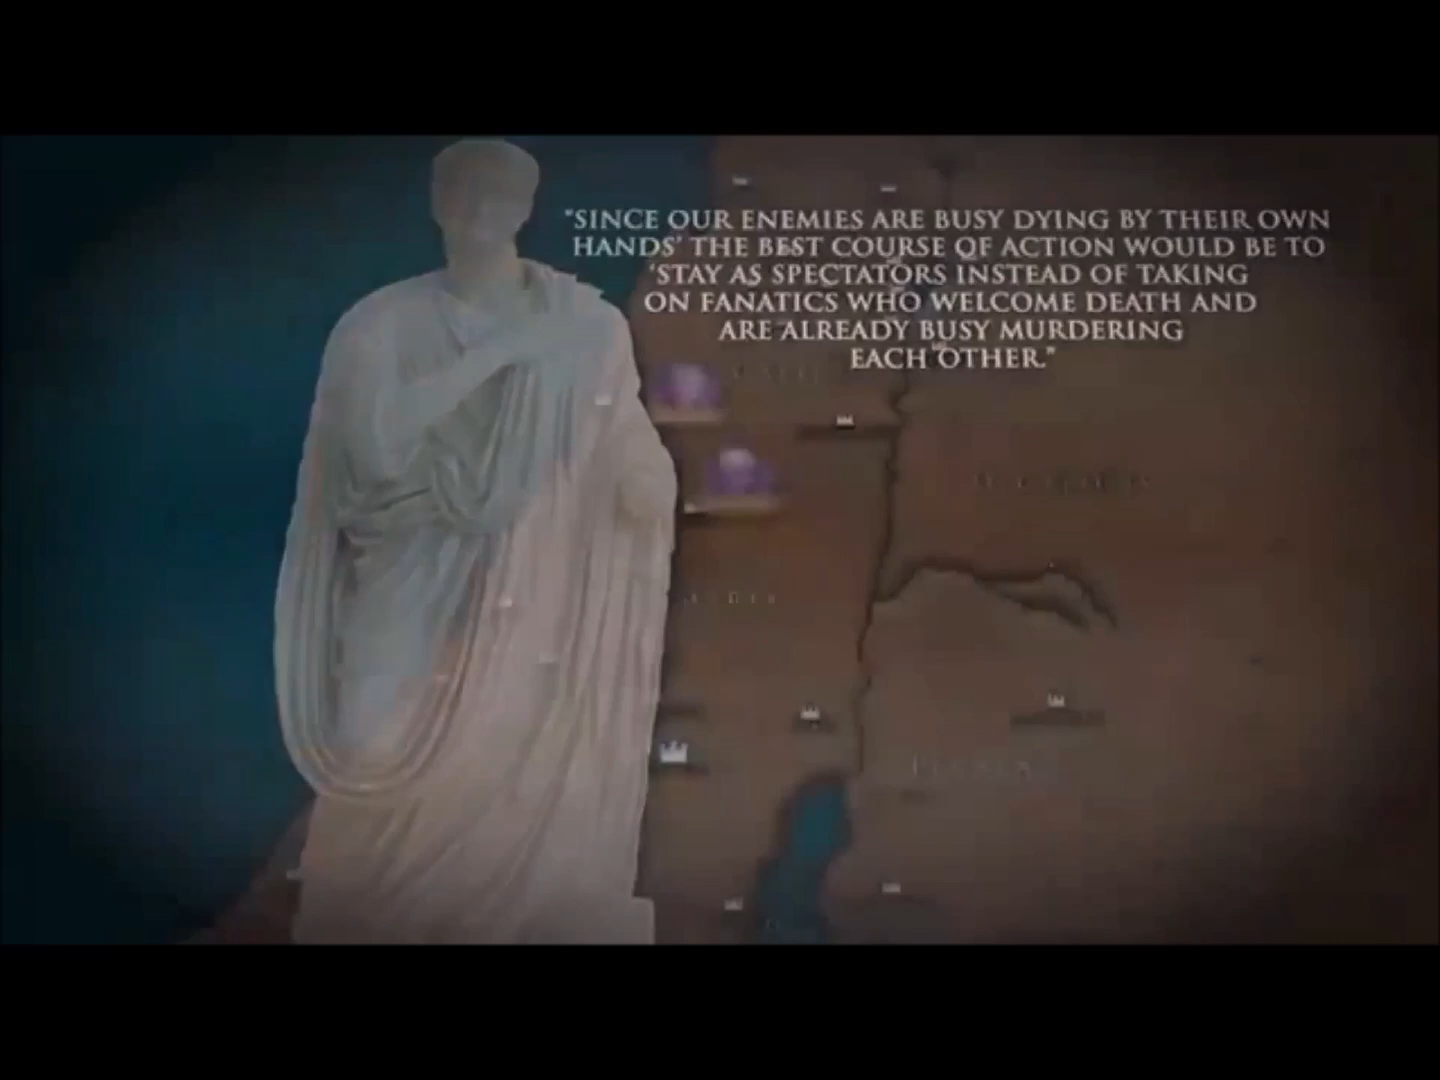 "SINCE OUR ENEMIES ARE BUSY DYING BY THEIR OWN
HANDS' THE BEST COURSE OF ACTION WOULD BE TO
'STAY AS SPECTATORS INSTEAD OF TAKING
ON FANATICS WHO WELCOME DEATH AND
ARE ALREADY BUSY MURDERING
EACH OTHER."